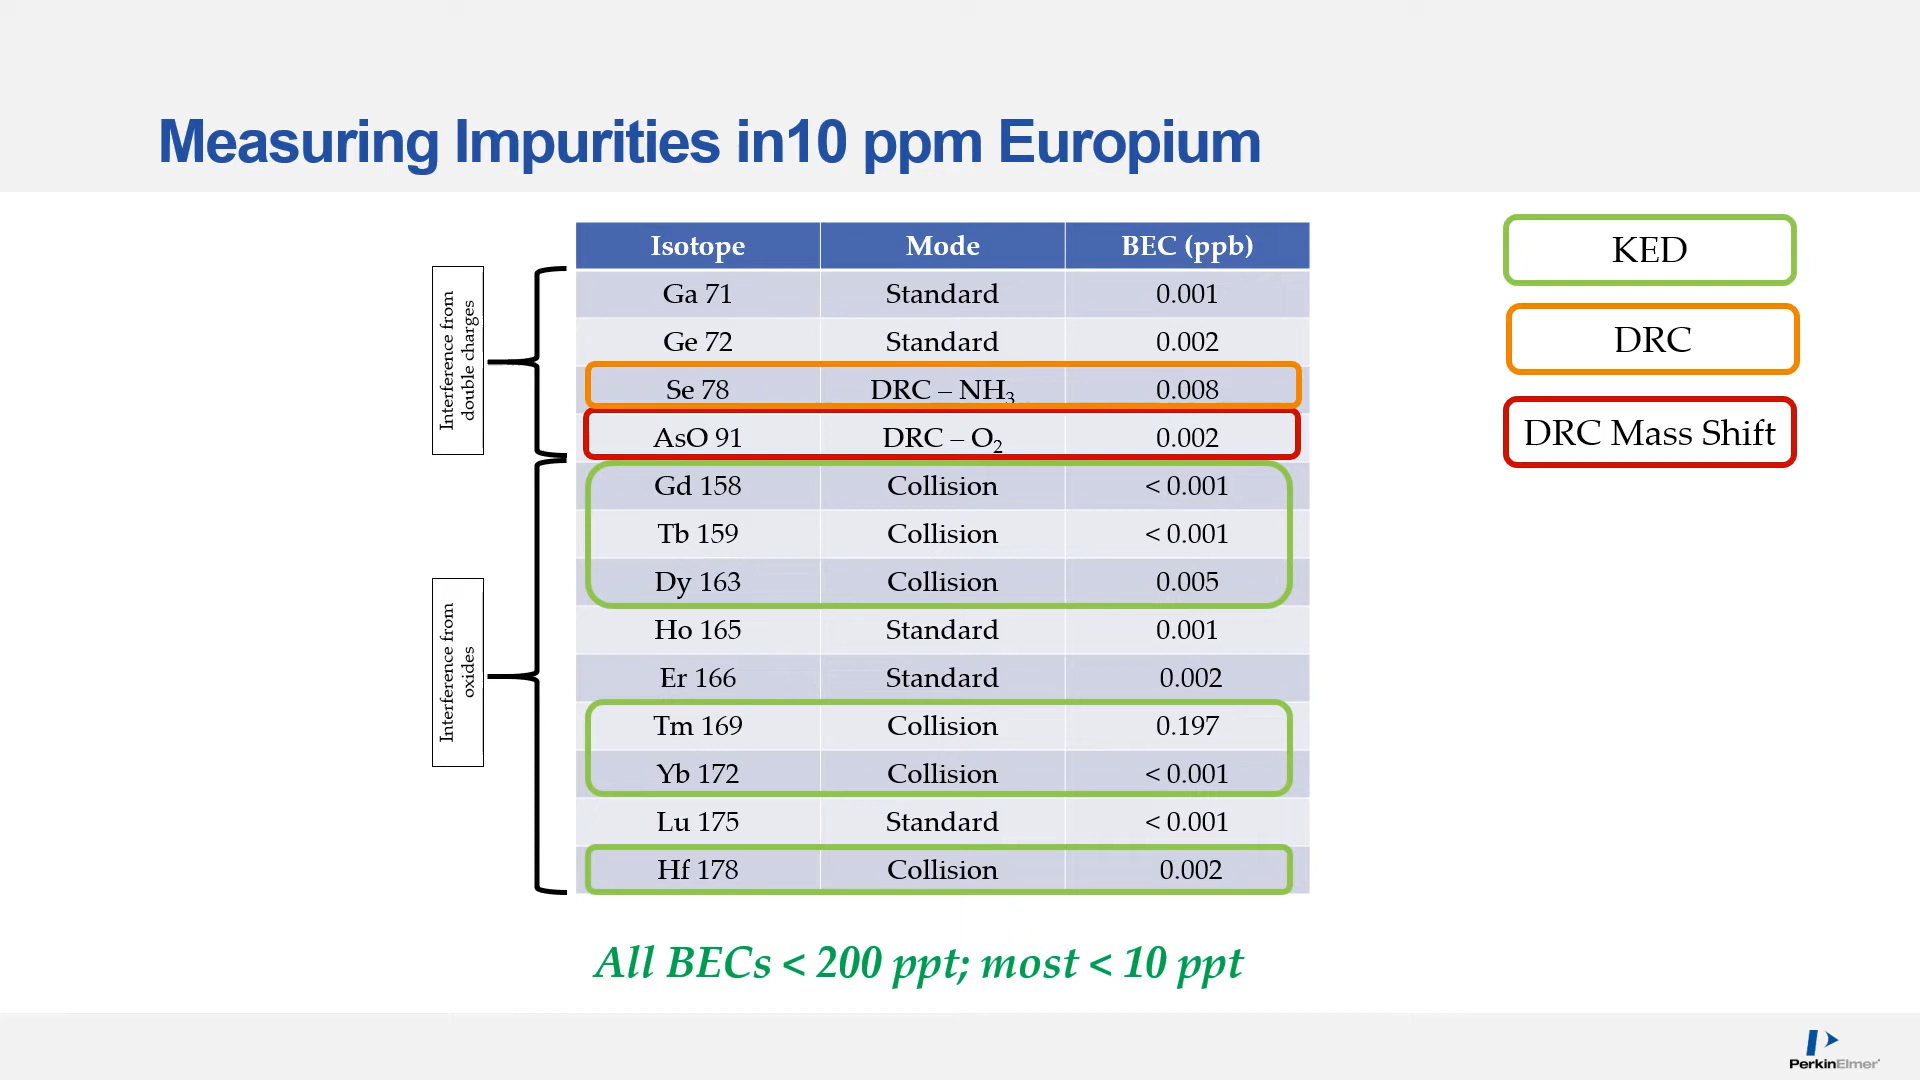 Measuring Impurities in10 ppm Europium
Isotope Mode BEC (ppb)
Ga 71 Standard 0.001
Ge 72 Standard 0.002
Se 78 DRC – NH₃ 0.008
AsO 91 DRC – O₂ 0.002
Gd 158 Collision < 0.001
Tb 159 Collision < 0.001
Dy 163 Collision 0.005
Ho 165 Standard 0.001
Er 166 Standard 0.002
Tm 169 Collision 0.197
Yb 172 Collision < 0.001
Lu 175 Standard < 0.001
Hf 178 Collision 0.002
Interference from
double charges
Interference from
oxides
KED
DRC
DRC Mass Shift
All BECs < 200 ppt; most < 10 ppt
PerkinElmer